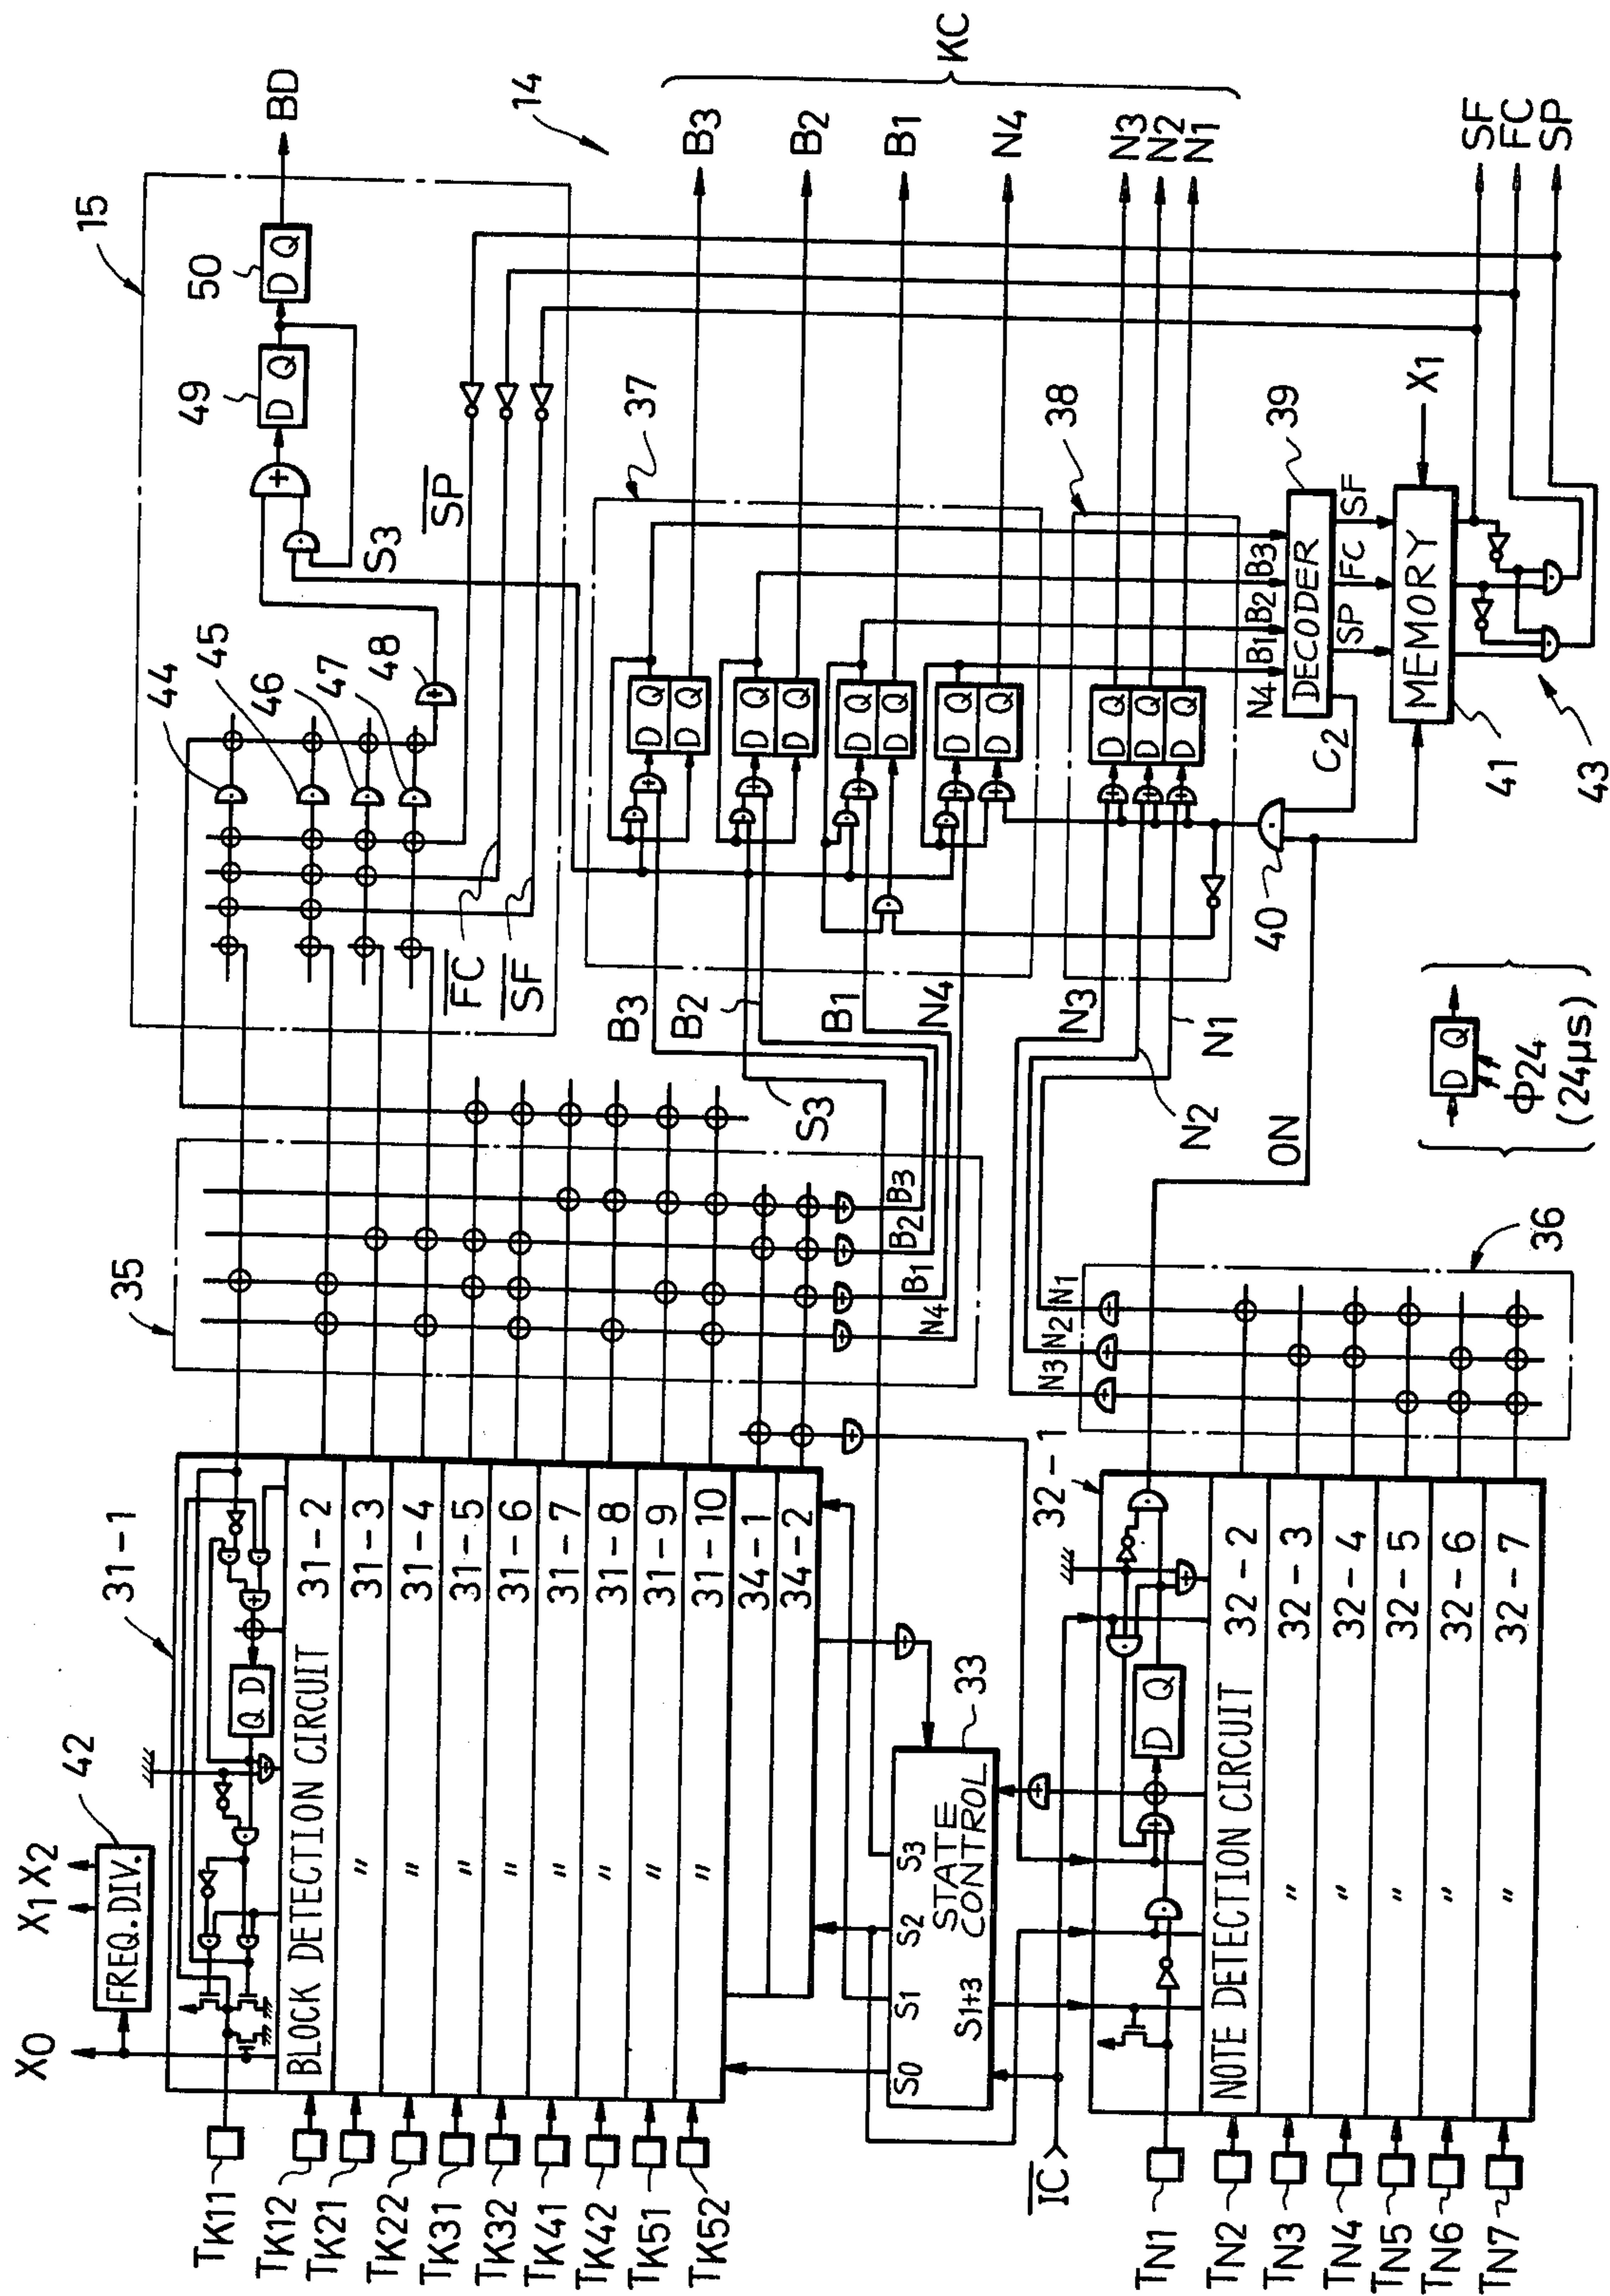 X0
X1 X2
FREQ. DIV.
42
31-1
TK11
TK12
TK21
TK22
TK31
TK32
TK41
TK42
TK51
TK52
Q D
BLOCK DETECTION CIRCUIT
31-2
〃 31-3
〃 31-4
〃 31-5
〃 31-6
〃 31-7
〃 31-8
〃 31-9
〃 31-10
34-1
34-2
35
N4
B1
B2
B3
15
44
45
46
47
48
49
D Q
50
D Q
BD
S3
S̅P̅
F̅C̅
S̅F̅
14
37
B3
B2
B1
N4
S3
D Q
D Q
D Q
D Q
D Q
D Q
D Q
D Q
B3
B2
B1
N4
N3
N2
N1
KC
38
N3
N2
N1
D Q
D Q
D Q
N4 B1 B2 B3
DECODER
39
SP FC SF
C2
40
MEMORY
41
X1
43
SF
FC
SP
ON
D Q
Φ24
(24μs)
33
STATE CONTROL
S0 S1 S2 S3
S1+3
I̅C̅
32-1
TN1
TN2
TN3
TN4
TN5
TN6
TN7
D Q
NOTE DETECTION CIRCUIT
32-2
〃 32-3
〃 32-4
〃 32-5
〃 32-6
〃 32-7
36
N3
N2
N1